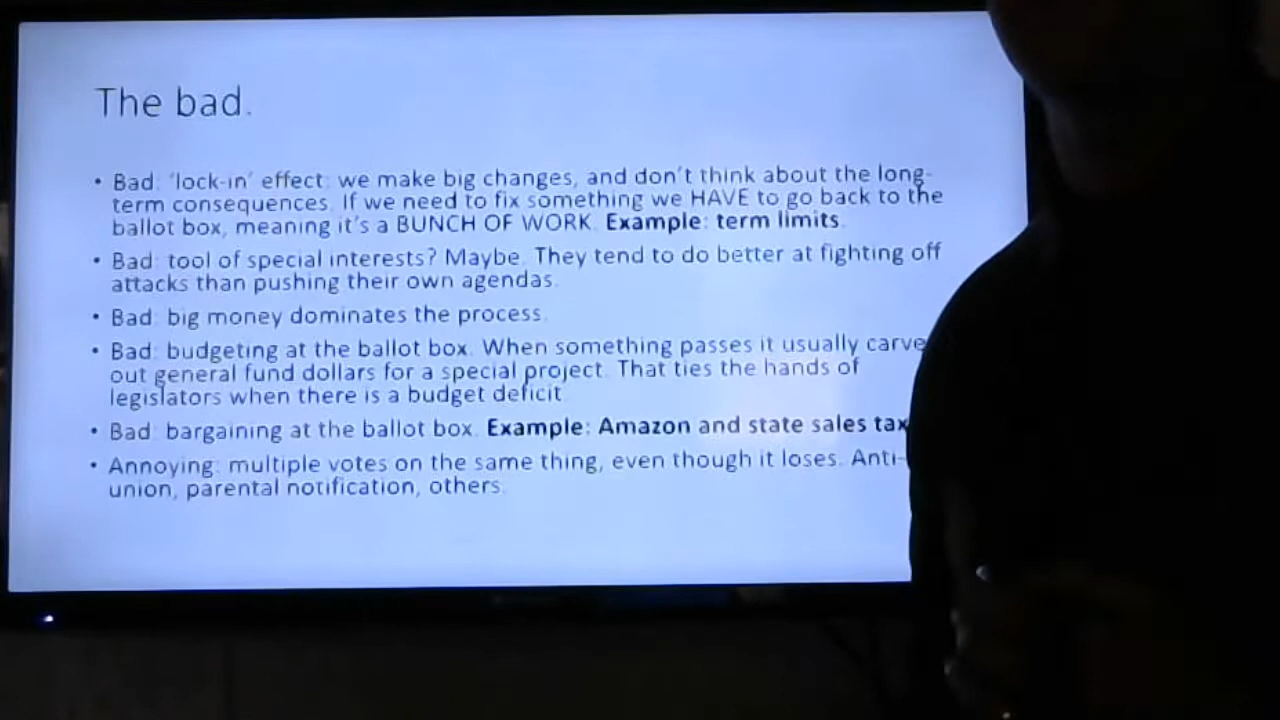 The bad.
• Bad: 'lock-in' effect: we make big changes, and don't think about the long-
term consequences. If we need to fix something we HAVE to go back to the
ballot box, meaning it's a BUNCH OF WORK. Example: term limits.
• Bad: tool of special interests? Maybe. They tend to do better at fighting off
attacks than pushing their own agendas.
• Bad: big money dominates the process.
• Bad: budgeting at the ballot box. When something passes it usually carve
out general fund dollars for a special project. That ties the hands of
legislators when there is a budget deficit
• Bad: bargaining at the ballot box. Example: Amazon and state sales tax
• Annoying: multiple votes on the same thing, even though it loses. Anti-
union, parental notification, others.